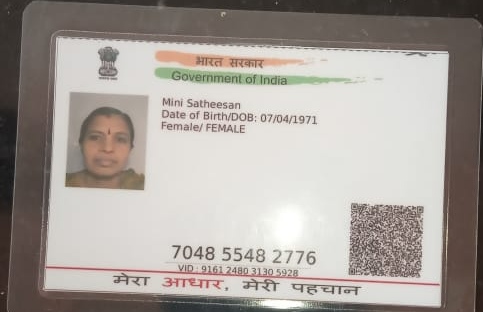 भारत सरकार
Government of India
Mini Satheesan
Date of Birth/DOB: 07/04/1971
Female/ FEMALE
7048 5548 2776
VID : 9161 2480 3130 5928
मेरा आधार, मेरी पहचान